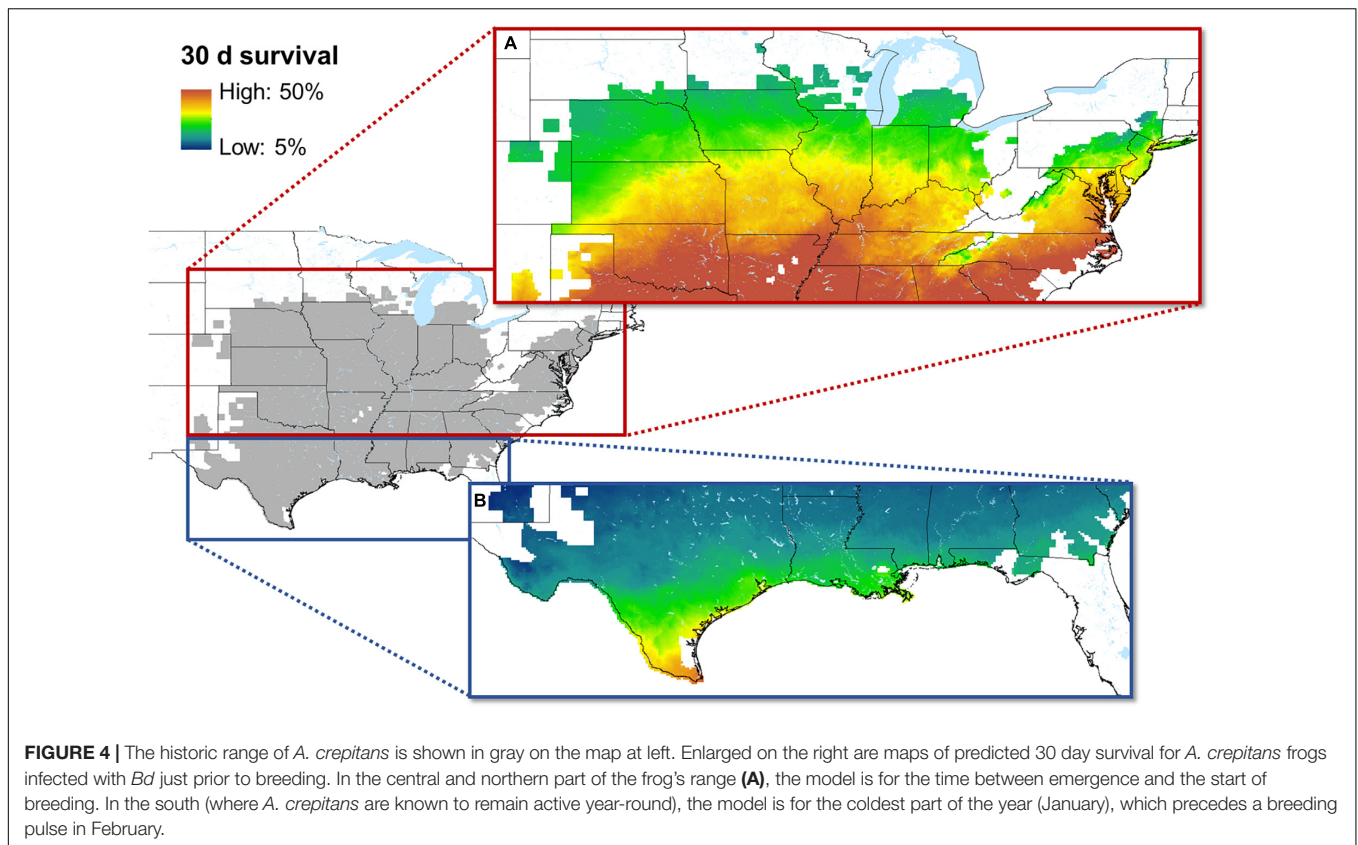 30 d survival
High: 50%
Low: 5%
A
B
FIGURE 4 | The historic range of A. crepitans is shown in gray on the map at left. Enlarged on the right are maps of predicted 30 day survival for A. crepitans frogs
infected with Bd just prior to breeding. In the central and northern part of the frog's range (A), the model is for the time between emergence and the start of
breeding. In the south (where A. crepitans are known to remain active year-round), the model is for the coldest part of the year (January), which precedes a breeding
pulse in February.